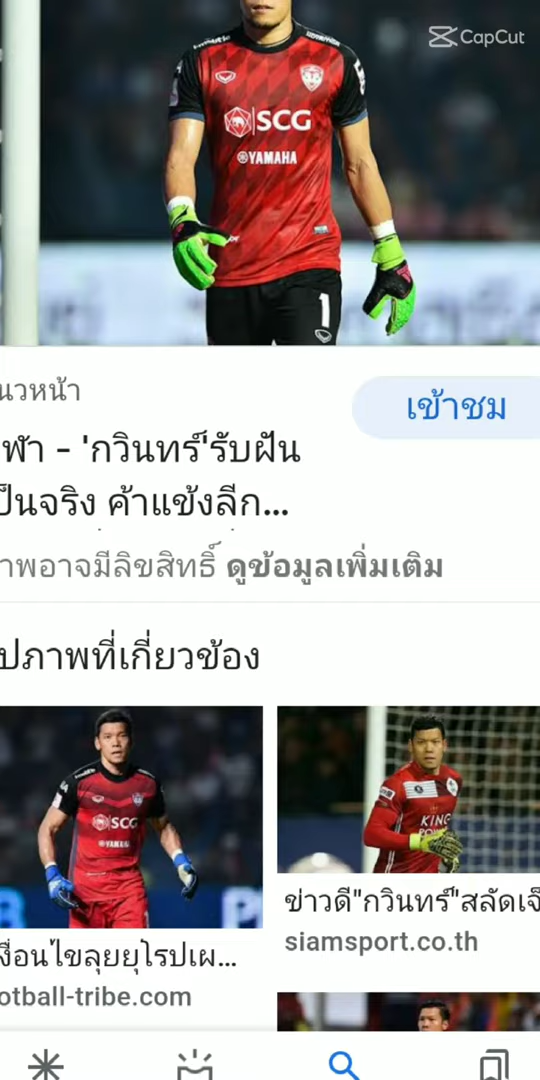 CapCut
SCG
YAMAHA
1
นวหน้า
เข้าชม
ฬา - 'กวินทร์'รับฝัน
ป็นจริง ค้าแข้งลีก...
าพอาจมีลิขสิทธิ์ ดูข้อมูลเพิ่มเติม
ปภาพที่เกี่ยวข้อง
SCG
YAMAHA
KING
POWER
ข่าวดี"กวินทร์"สลัดเจ็
siamsport.co.th
งื่อนไขลุยยุโรปเผ...
otball-tribe.com